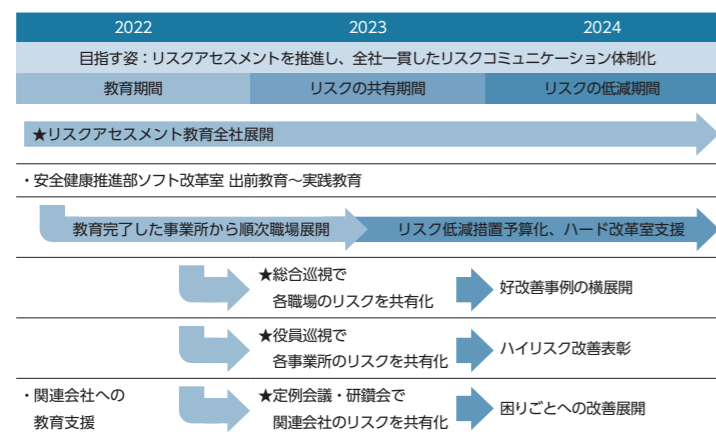 2022 2023 2024
目指す姿：リスクアセスメントを推進し、全社一貫したリスクコミュニケーション体制化
教育期間 リスクの共有期間 リスクの低減期間
★リスクアセスメント教育全社展開
・安全健康推進部ソフト改革室 出前教育～実践教育
教育完了した事業所から順次職場展開 リスク低減措置予算化、ハード改革室支援
★総合巡視で
各職場のリスクを共有化
好改善事例の横展開
★役員巡視で
各事業所のリスクを共有化
ハイリスク改善表彰
・関連会社への
教育支援
★定例会議・研鑽会で
関連会社のリスクを共有化
困りごとへの改善展開